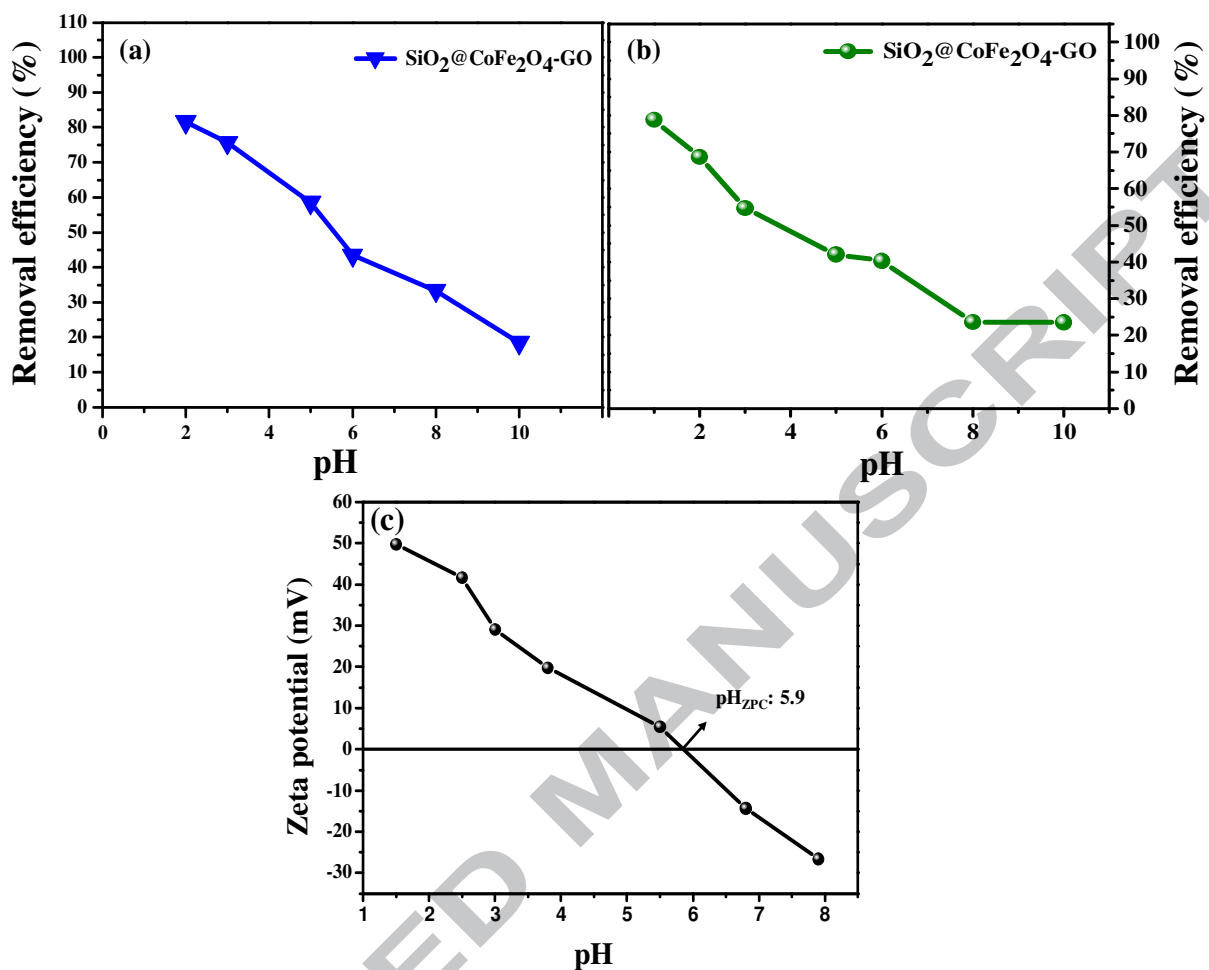 (a)
SiO2@CoFe2O4-GO
Removal efficiency (%)
110
100
90
80
70
60
50
40
30
20
10
0
0 2 4 6 8 10
pH
(b)
SiO2@CoFe2O4-GO
100
90
80
70
60
50
40
30
20
10
0
Removal efficiency (%)
2 4 6 8 10
pH
(c)
Zeta potential (mV)
60
50
40
30
20
10
0
-10
-20
-30
pHZPC: 5.9
1 2 3 4 5 6 7 8
pH
ED MANUSCRIPT